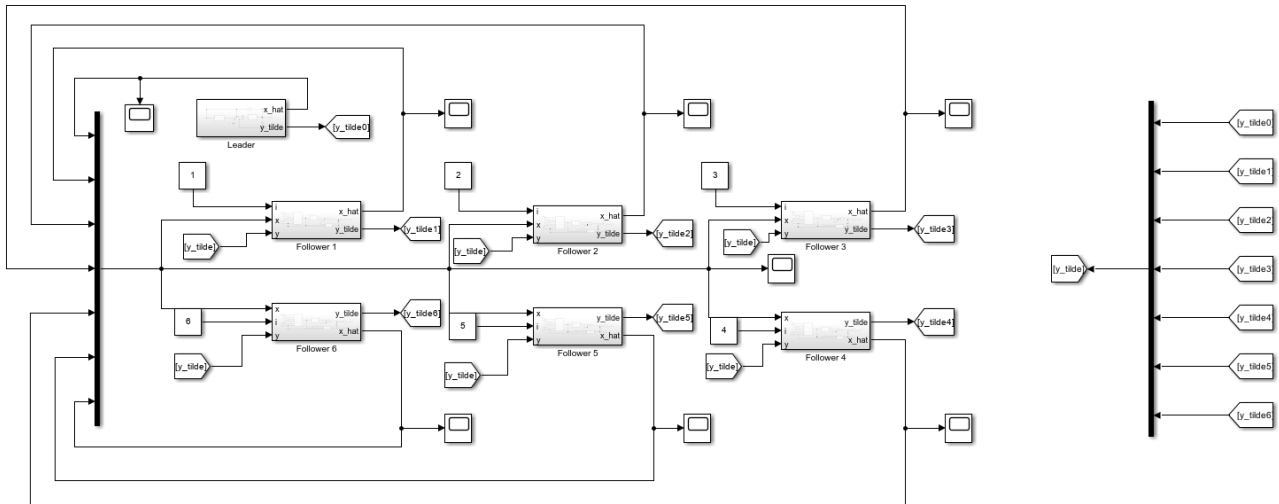 x_hat
y_tilde
[y_tilde0]
Leader
1
i
x
y
x_hat
y_tilde
[y_tilde1]
[y_tilde]
Follower 1
2
i
x
y
x_hat
y_tilde
[y_tilde2]
[y_tilde]
Follower 2
3
i
x
y
x_hat
y_tilde
[y_tilde3]
[y_tilde]
Follower 3
6
x
i
y
y_tilde
x_hat
[y_tilde6]
[y_tilde]
Follower 6
5
x
i
y
y_tilde
x_hat
[y_tilde5]
[y_tilde]
Follower 5
4
x
i
y
y_tilde
x_hat
[y_tilde4]
[y_tilde]
Follower 4
[y_tilde]
[y_tilde0]
[y_tilde1]
[y_tilde2]
[y_tilde3]
[y_tilde4]
[y_tilde5]
[y_tilde6]